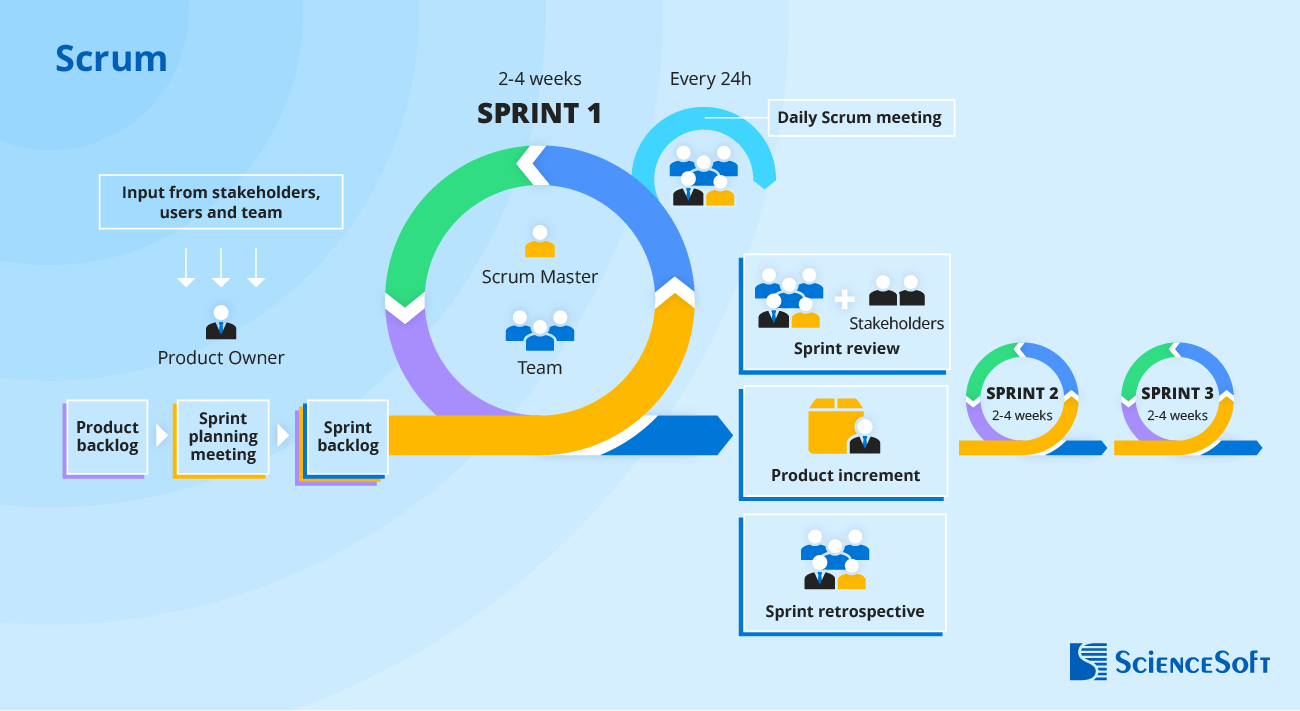 Scrum
2-4 weeks
SPRINT 1
Every 24h
Daily Scrum meeting
Input from stakeholders,
users and team
Product Owner
Scrum Master
Team
Product
backlog
Sprint
planning
meeting
Sprint
backlog
Stakeholders
Sprint review
Product increment
Sprint retrospective
SPRINT 2
2-4 weeks
SPRINT 3
2-4 weeks
ScienceSoft